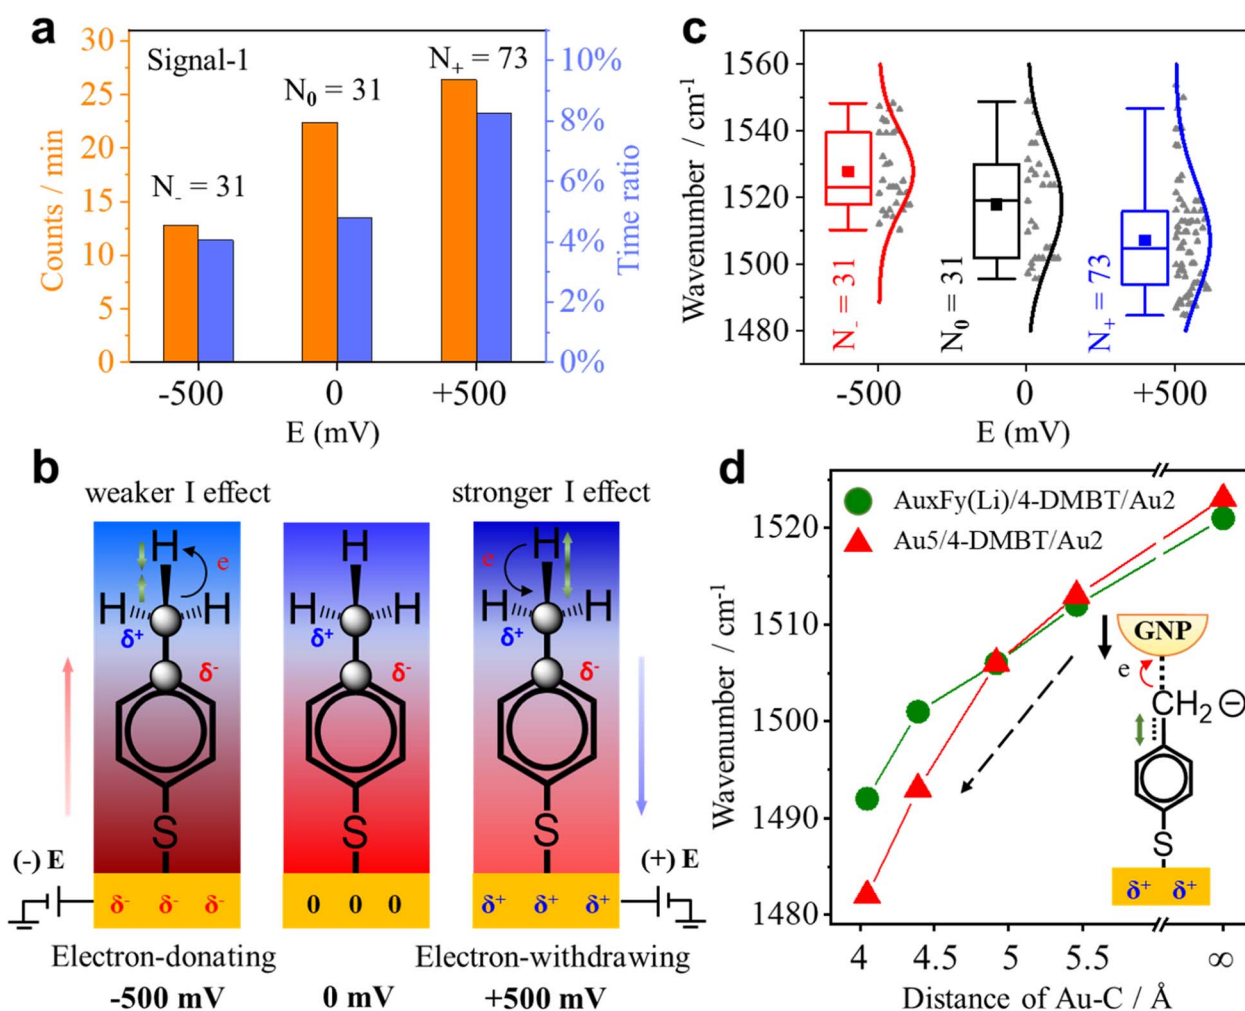 a
Signal-1
N₋ = 31
N₀ = 31
N₊ = 73
Counts / min
30
25
20
15
10
5
0
Time ratio
10%
8%
6%
4%
2%
0%
-500 0 +500
E (mV)
c
Wavenumber / cm⁻¹
1560
1540
1520
1500
1480
N₋ = 31
N₀ = 31
N₊ = 73
-500 0 +500
E (mV)
b
weaker I effect
stronger I effect
H H H
e e
H H H H H H
δ⁺ δ⁺ δ⁺
δ⁻ δ⁻ δ⁻
S S S
(-) E
(+) E
δ⁻ δ⁻ δ⁻ 0 0 0 δ⁺ δ⁺ δ⁺
Electron-donating
Electron-withdrawing
-500 mV 0 mV +500 mV
d
AuxFy(Li)/4-DMBT/Au2
Au5/4-DMBT/Au2
Wavenumber / cm⁻¹
1520
1510
1500
1490
1480
GNP
e
CH₂ ⊖
S
δ⁺ δ⁺
4 4.5 5 5.5 ∞
Distance of Au-C / Å